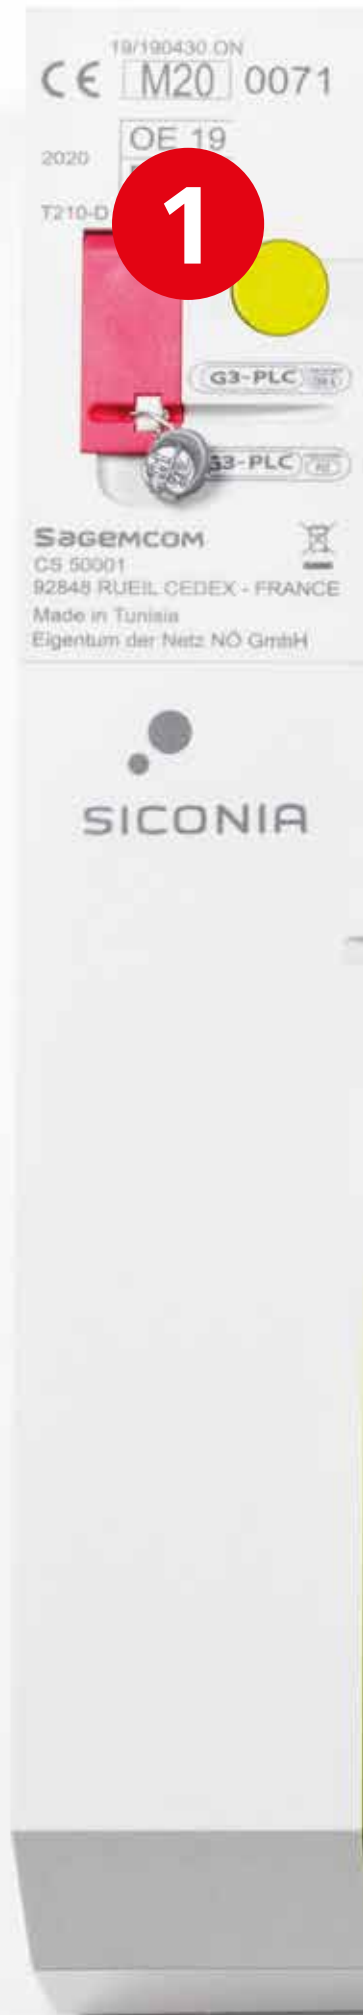 19/190430.ON
CE M20 0071
OE 19
2020
T210-D
1
G3-PLC
G3-PLC
SAGEMCOM
CS 50001
92848 RUEIL CEDEX - FRANCE
Made in Tunisia
Eigentum der Netz NÖ GmbH
SICONIA